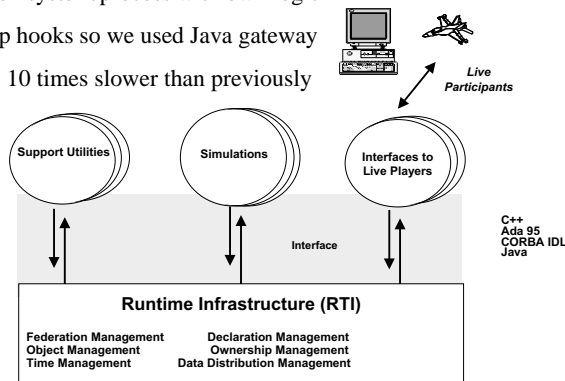 p hooks so we used Java gateway
10 times slower than previously
Live
Participants
Support Utilities
Simulations
Interfaces to
Live Players
Interface
C++
Ada 95
CORBA IDL
Java
Runtime Infrastructure (RTI)
Federation Management
Declaration Management
Object Management
Ownership Management
Time Management
Data Distribution Management